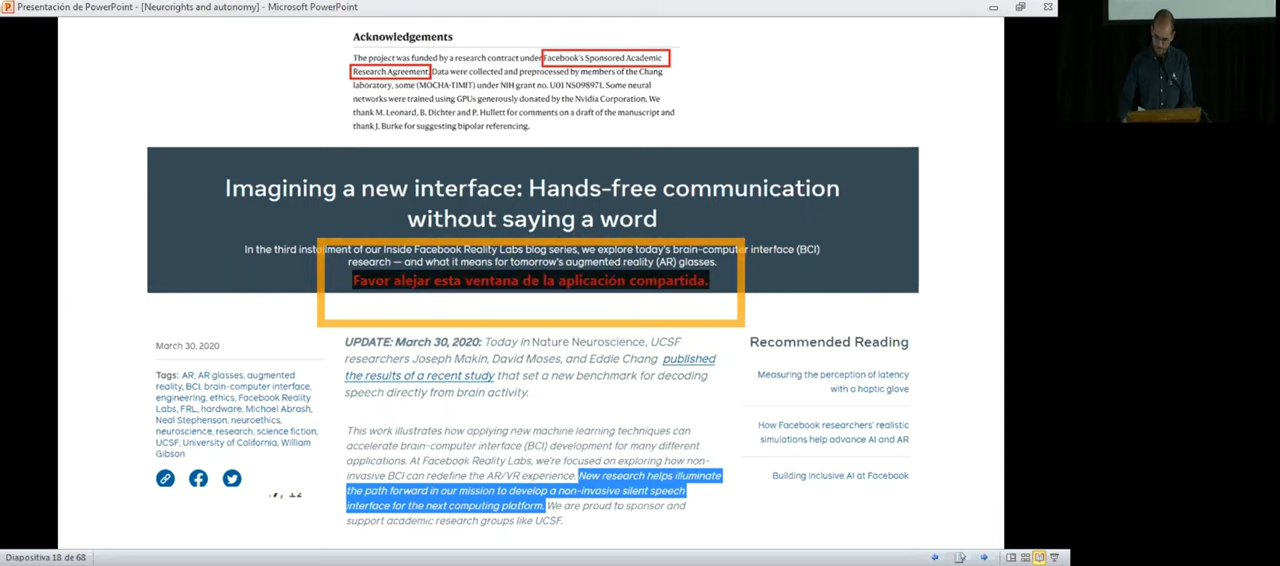 Presentación de PowerPoint - [Neurorights and autonomy] - Microsoft PowerPoint
Acknowledgements
The project was funded by a research contract under Facebook's Sponsored Academic
Research Agreement. Data were collected and preprocessed by members of the Chang
laboratory, some (MOCHA-TIMIT) under NIH grant no. U01 NS098971. Some neural
networks were trained using GPUs generously donated by the Nvidia Corporation. We
thank M. Leonard, B. Dichter and P. Hullett for comments on a draft of the manuscript and
thank J. Burke for suggesting bipolar referencing.
Imagining a new interface: Hands-free communication
without saying a word
In the third installment of our Inside Facebook Reality Labs blog series, we explore today's brain-computer interface (BCI)
research — and what it means for tomorrow's augmented reality (AR) glasses.
Favor alejar esta ventana de la aplicación compartida.
March 30, 2020
Tags: AR, AR glasses, augmented
reality, BCI, brain-computer interface,
engineering, ethics, Facebook Reality
Labs, FRL, hardware, Michael Abrash,
Neal Stephenson, neuroethics,
neuroscience, research, science fiction,
UCSF, University of California, William
Gibson
UPDATE: March 30, 2020: Today in Nature Neuroscience, UCSF
researchers Joseph Makin, David Moses, and Eddie Chang published
the results of a recent study that set a new benchmark for decoding
speech directly from brain activity.
This work illustrates how applying new machine learning techniques can
accelerate brain-computer interface (BCI) development for many different
applications. At Facebook Reality Labs, we're focused on exploring how non-
invasive BCI can redefine the AR/VR experience. New research helps illuminate
the path forward in our mission to develop a non-invasive silent speech
interface for the next computing platform. We are proud to sponsor and
support academic research groups like UCSF.
Recommended Reading
Measuring the perception of latency
with a haptic glove
How Facebook researchers' realistic
simulations help advance AI and AR
Building inclusive AI at Facebook
Diapositiva 18 de 68